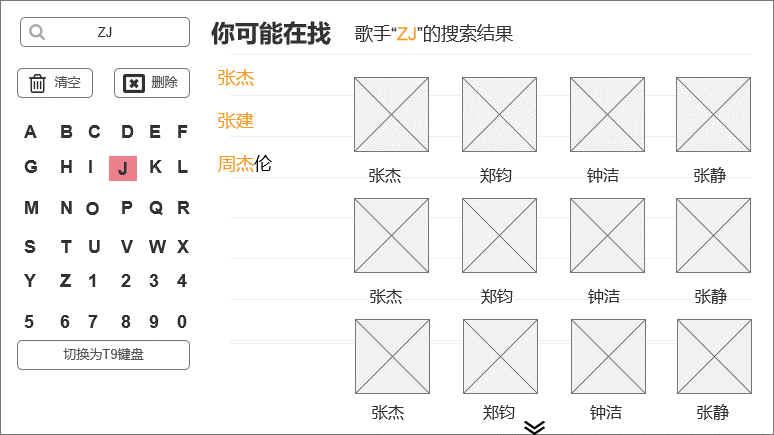 ZJ
清空 删除
A B C D E F
G H I J K L
M N O P Q R
S T U V W X
Y Z 1 2 3 4
5 6 7 8 9 0
切换为T9键盘
你可能在找
张杰
张建
周杰伦
歌手“ZJ”的搜索结果
张杰 郑钧 钟洁 张静
张杰 郑钧 钟洁 张静
张杰 郑钧 钟洁 张静